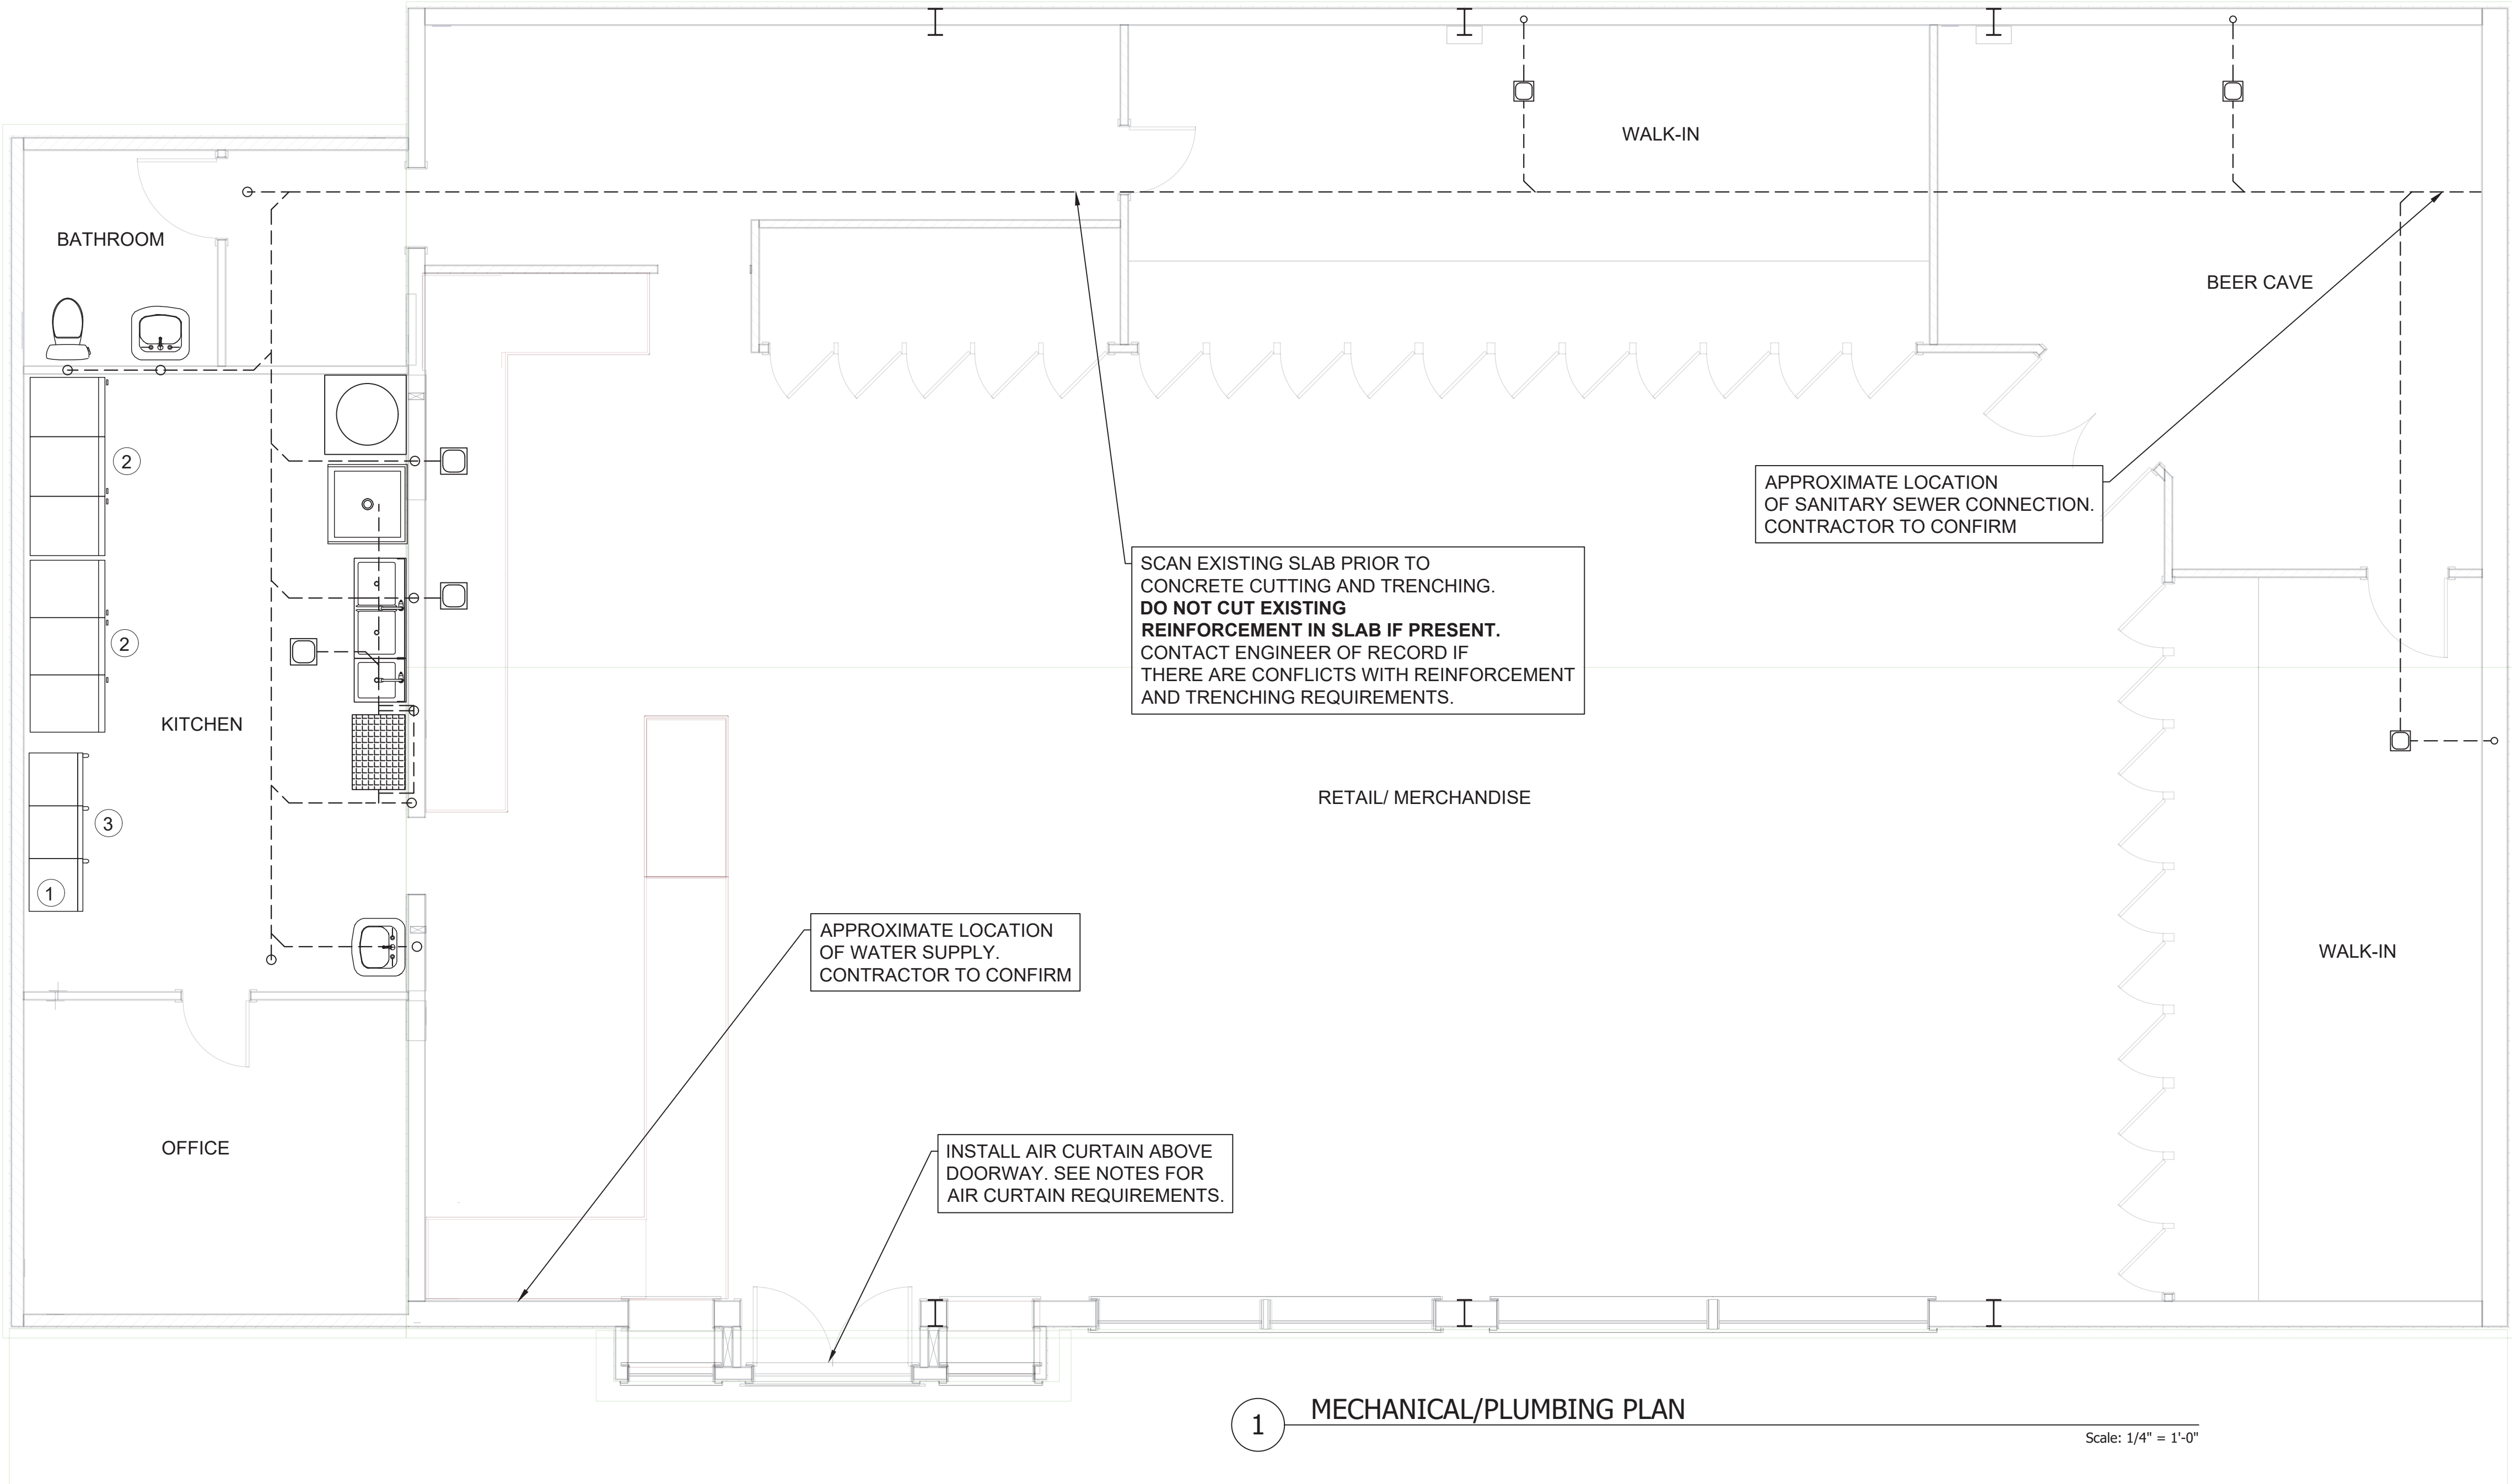 WALK-IN
BATHROOM
BEER CAVE
2
APPROXIMATE LOCATION
OF SANITARY SEWER CONNECTION.
CONTRACTOR TO CONFIRM
SCAN EXISTING SLAB PRIOR TO
CONCRETE CUTTING AND TRENCHING.
DO NOT CUT EXISTING
REINFORCEMENT IN SLAB IF PRESENT.
CONTACT ENGINEER OF RECORD IF
THERE ARE CONFLICTS WITH REINFORCEMENT
AND TRENCHING REQUIREMENTS.
2
KITCHEN
RETAIL/ MERCHANDISE
3
1
APPROXIMATE LOCATION
OF WATER SUPPLY.
CONTRACTOR TO CONFIRM
WALK-IN
OFFICE
INSTALL AIR CURTAIN ABOVE
DOORWAY. SEE NOTES FOR
AIR CURTAIN REQUIREMENTS.
1
MECHANICAL/PLUMBING PLAN
Scale: 1/4" = 1'-0"